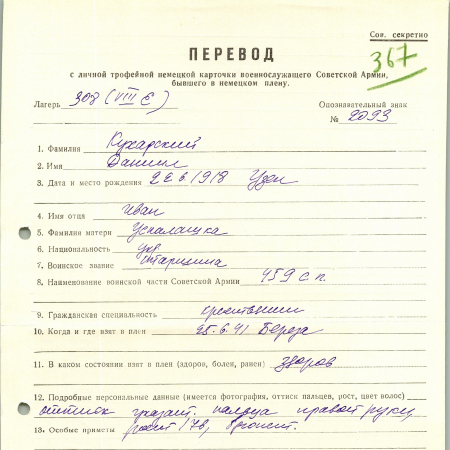 Сов. секретно
367
ПЕРЕВОД
с личной трофейной немецкой карточки военнослужащего Советской Армии,
бывшего в немецком плену.
Лагерь 308 (VIII E) Опознавательный знак
№ 2093
1. Фамилия Кухарский
2. Имя Даниил
3. Дата и место рождения 1918
4. Имя отца Иван
5. Фамилия матери
6. Национальность укр
7. Воинское звание старшина
8. Наименование воинской части Советской Армии 459 с.п.
9. Гражданская специальность крестьянин
10. Когда и где взят в плен 25.6.41 Береза
11. В каком состоянии взят в плен (здоров, болен, ранен) здоров
12. Подробные персональные данные (имеется фотография, оттиск пальцев, рост, цвет волос)
оттиск указат. пальца правой руки,
13. Особые приметы рост 178,